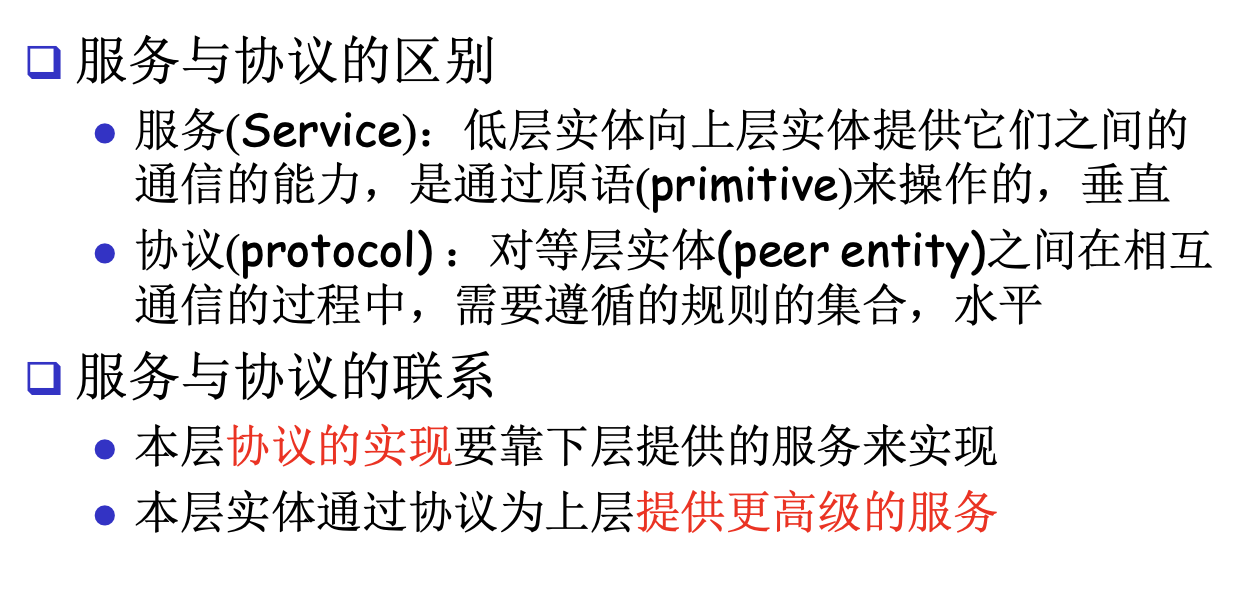 服务与协议的区别
服务(Service)：低层实体向上层实体提供它们之间的
通信的能力，是通过原语(primitive)来操作的，垂直
协议(protocol) ：对等层实体(peer entity)之间在相互
通信的过程中，需要遵循的规则的集合，水平
服务与协议的联系
本层协议的实现要靠下层提供的服务来实现
本层实体通过协议为上层提供更高级的服务